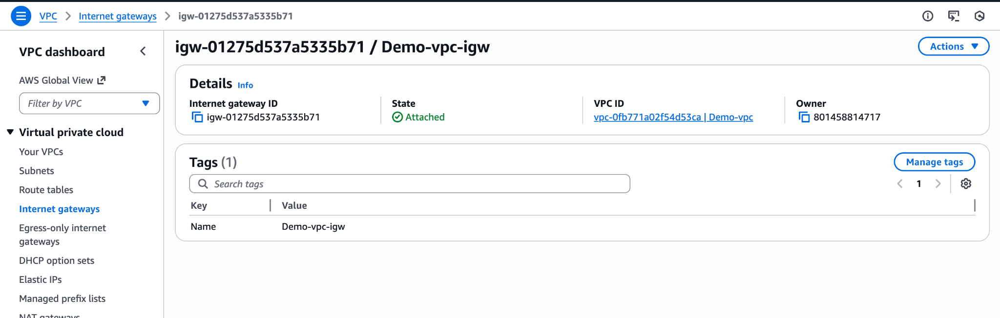 VPC > Internet gateways > igw-01275d537a5335b71
VPC dashboard
AWS Global View
Filter by VPC
Virtual private cloud
Your VPCs
Subnets
Route tables
Internet gateways
Egress-only internet
gateways
DHCP option sets
Elastic IPs
Managed prefix lists
NAT gateways
igw-01275d537a5335b71 / Demo-vpc-igw
Actions
Details Info
Internet gateway ID
igw-01275d537a5335b71
State
Attached
VPC ID
vpc-0fb771a02f54d53ca | Demo-vpc
Owner
801458814717
Tags (1)
Manage tags
Search tags
1
Key Value
Name Demo-vpc-igw